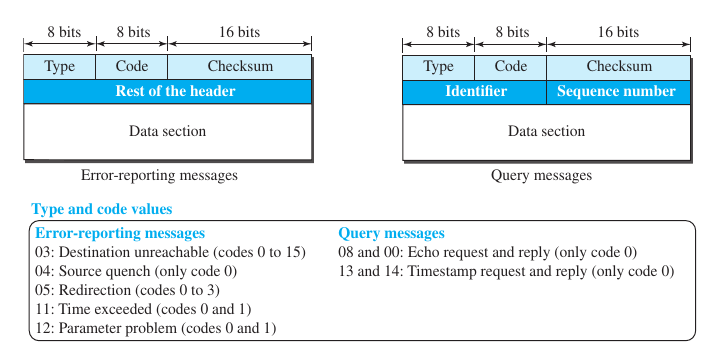 8 bits 8 bits 16 bits
Type Code Checksum
Rest of the header
Data section
Error-reporting messages
8 bits 8 bits 16 bits
Type Code Checksum
Identifier Sequence number
Data section
Query messages
Type and code values
Error-reporting messages
03: Destination unreachable (codes 0 to 15)
04: Source quench (only code 0)
05: Redirection (codes 0 to 3)
11: Time exceeded (codes 0 and 1)
12: Parameter problem (codes 0 and 1)
Query messages
08 and 00: Echo request and reply (only code 0)
13 and 14: Timestamp request and reply (only code 0)